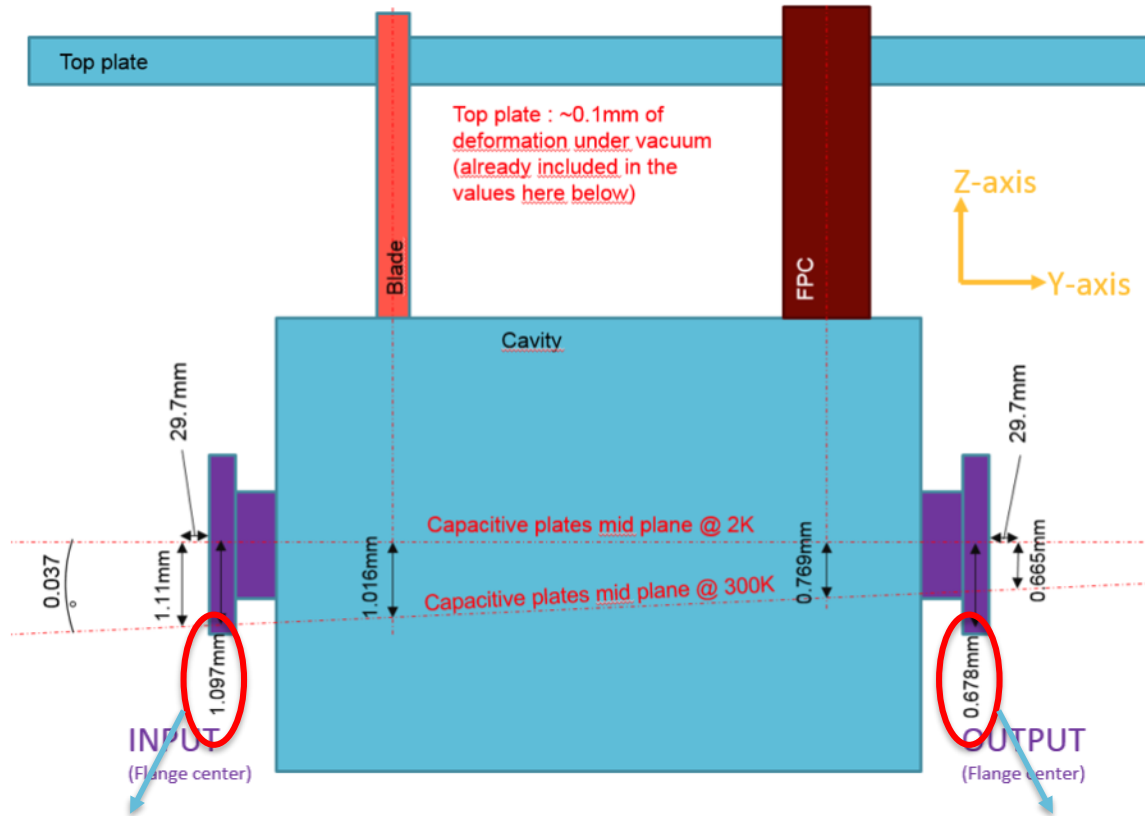 Top plate
Top plate : ~0.1mm of
deformation under vacuum
(already included in the
values here below)
Z-axis
Y-axis
Blade
FPC
Cavity
29.7mm
29.7mm
Capacitive plates mid plane @ 2K
0.037
°
1.11mm
1.016mm
0.769mm
0.665mm
Capacitive plates mid plane @ 300K
1.097mm
0.678mm
INPUT
(Flange center)
OUTPUT
(Flange center)